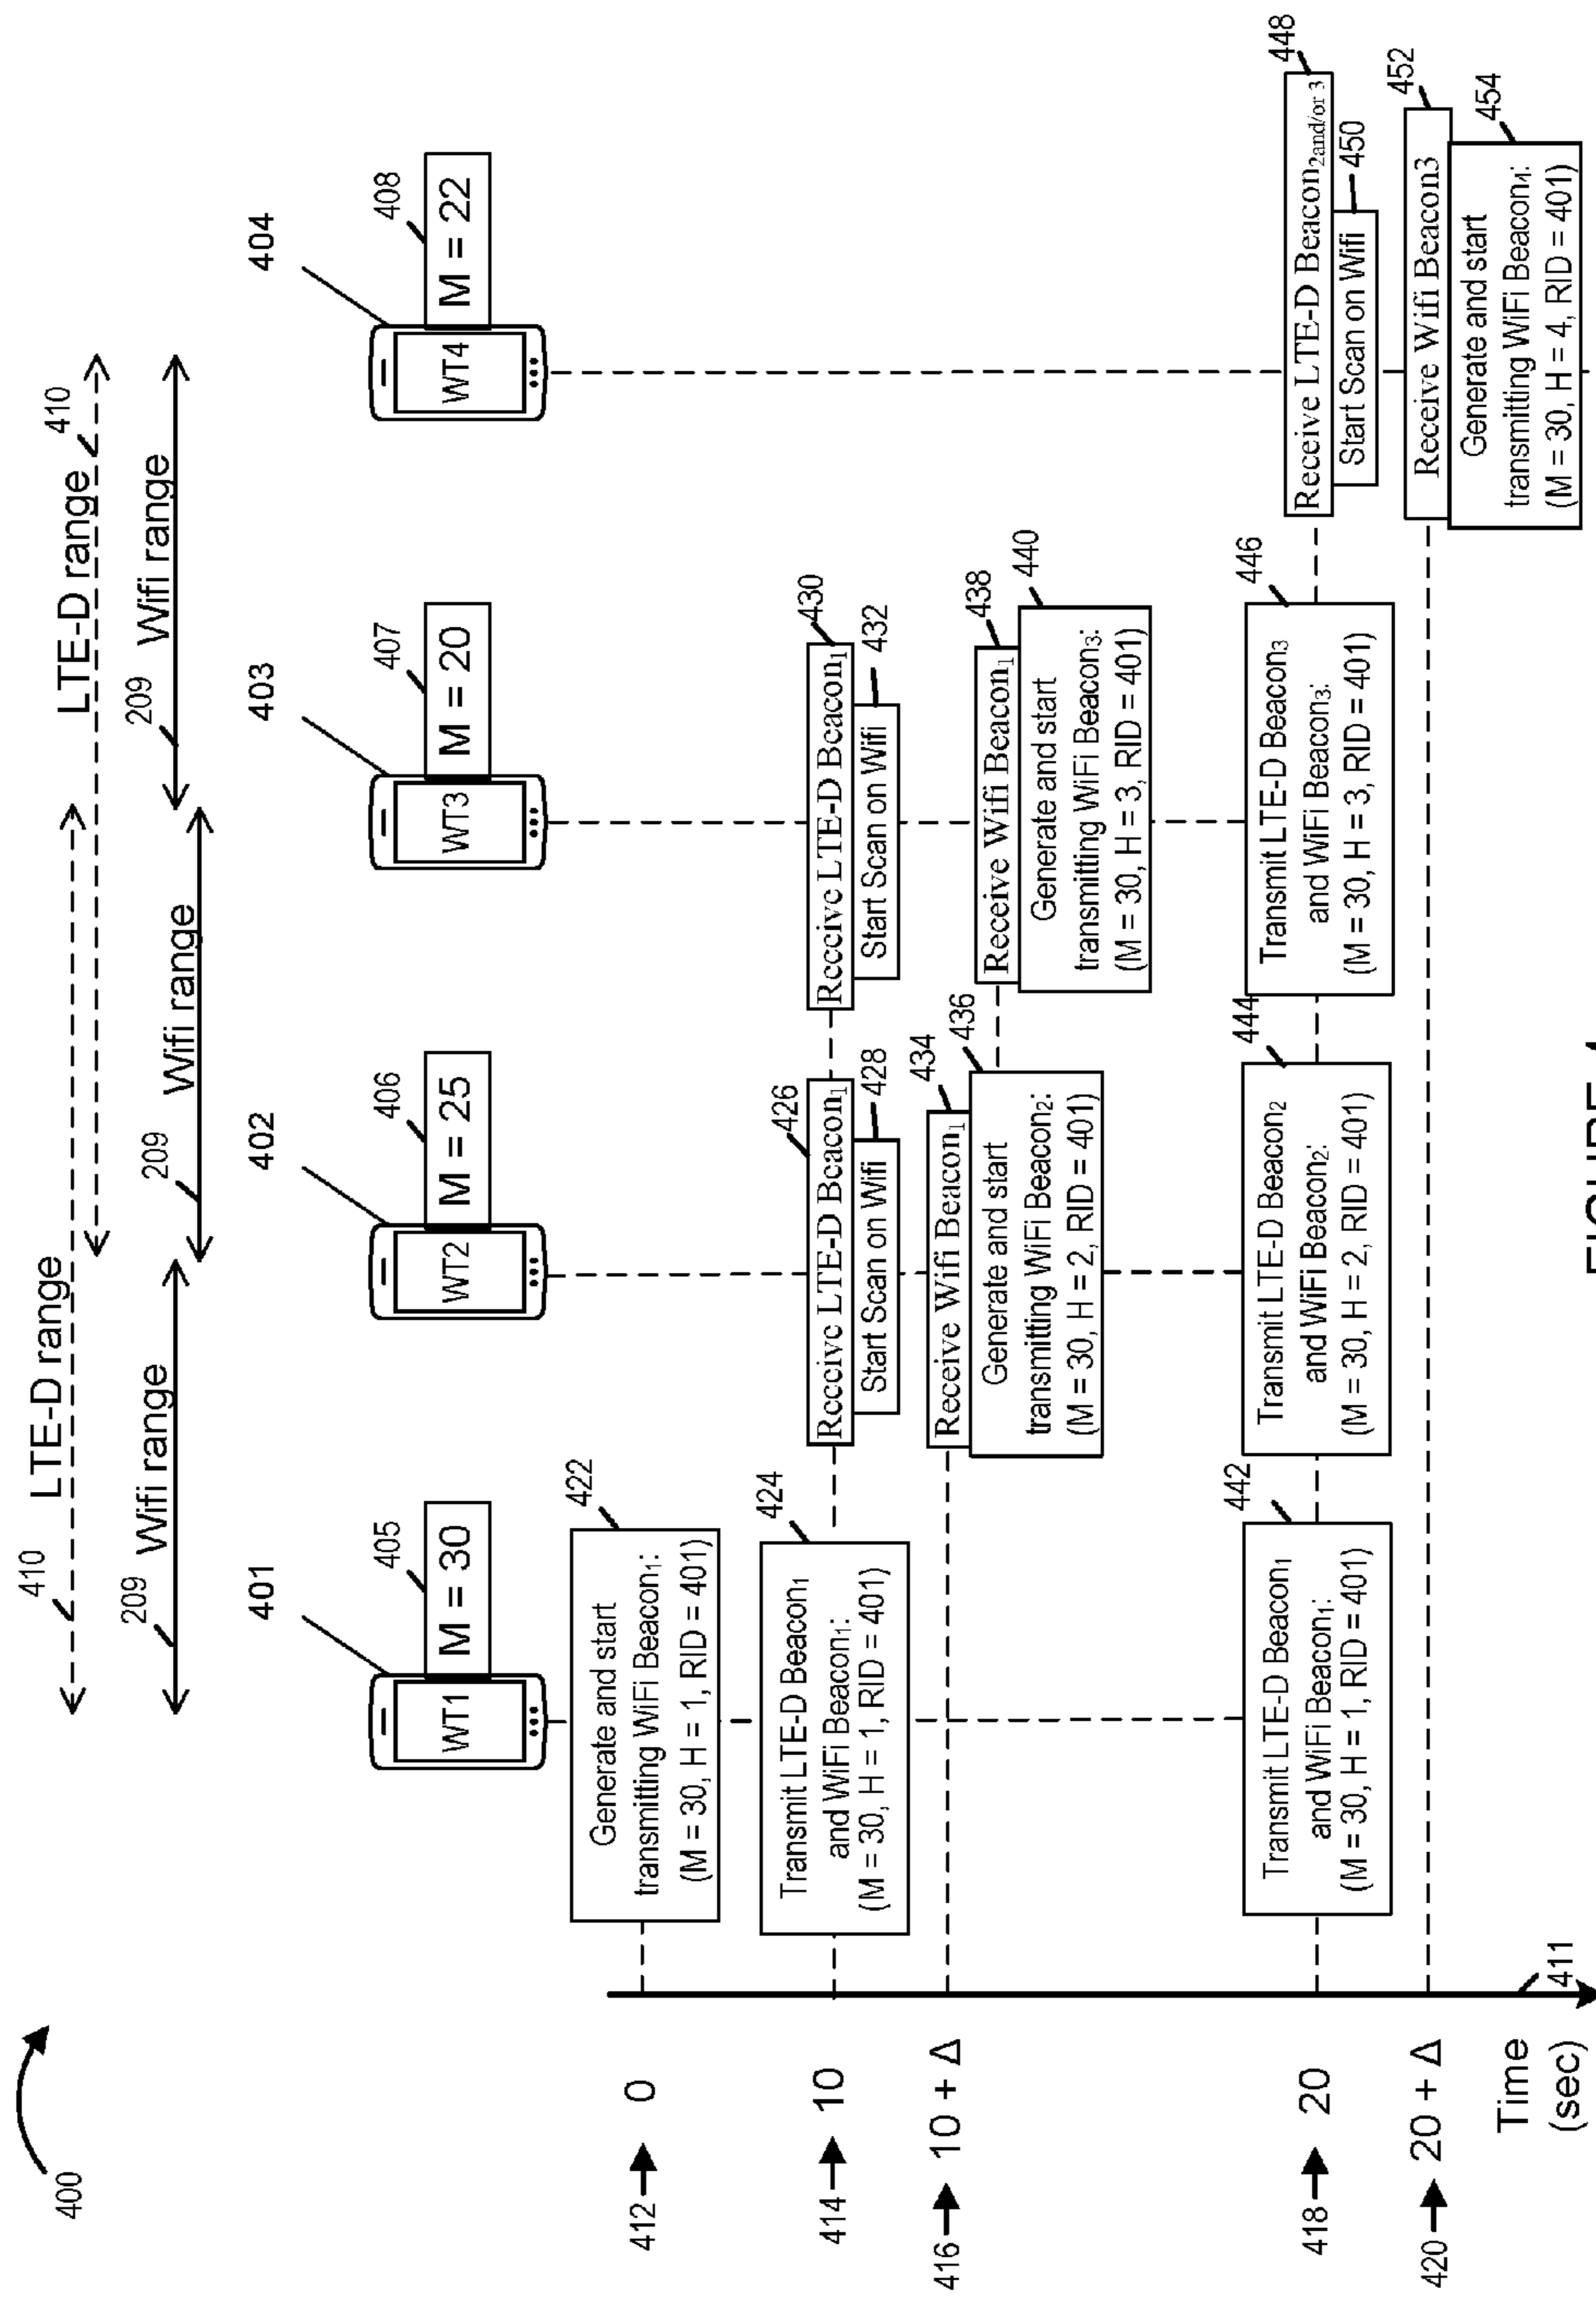 400
410
LTE-D range
LTE-D range
410
209
Wifi range
209
Wifi range
209
Wifi range
401
402
403
404
WT1
405
M = 30
WT2
406
M = 25
WT3
407
M = 20
WT4
408
M = 22
412
0
422
Generate and start
transmitting WiFi Beacon1:
(M = 30, H = 1, RID = 401)
414
10
424
Transmit LTE-D Beacon1
and WiFi Beacon1:
(M = 30, H = 1, RID = 401)
426
Receive LTE-D Beacon1
428
Start Scan on Wifi
430
Receive LTE-D Beacon1
432
Start Scan on Wifi
416
10 + Δ
434
Receive Wifi Beacon1
436
Generate and start
transmitting WiFi Beacon2:
(M = 30, H = 2, RID = 401)
438
Receive Wifi Beacon1
440
Generate and start
transmitting WiFi Beacon3:
(M = 30, H = 3, RID = 401)
418
20
442
Transmit LTE-D Beacon1
and WiFi Beacon1:
(M = 30, H = 1, RID = 401)
444
Transmit LTE-D Beacon2
and WiFi Beacon2:
(M = 30, H = 2, RID = 401)
446
Transmit LTE-D Beacon3
and WiFi Beacon3:
(M = 30, H = 3, RID = 401)
448
Receive LTE-D Beacon2and/or 3
450
Start Scan on Wifi
420
20 + Δ
452
Receive Wifi Beacon3
454
Generate and start
transmitting WiFi Beacon4:
(M = 30, H = 4, RID = 401)
Time
(sec)
411